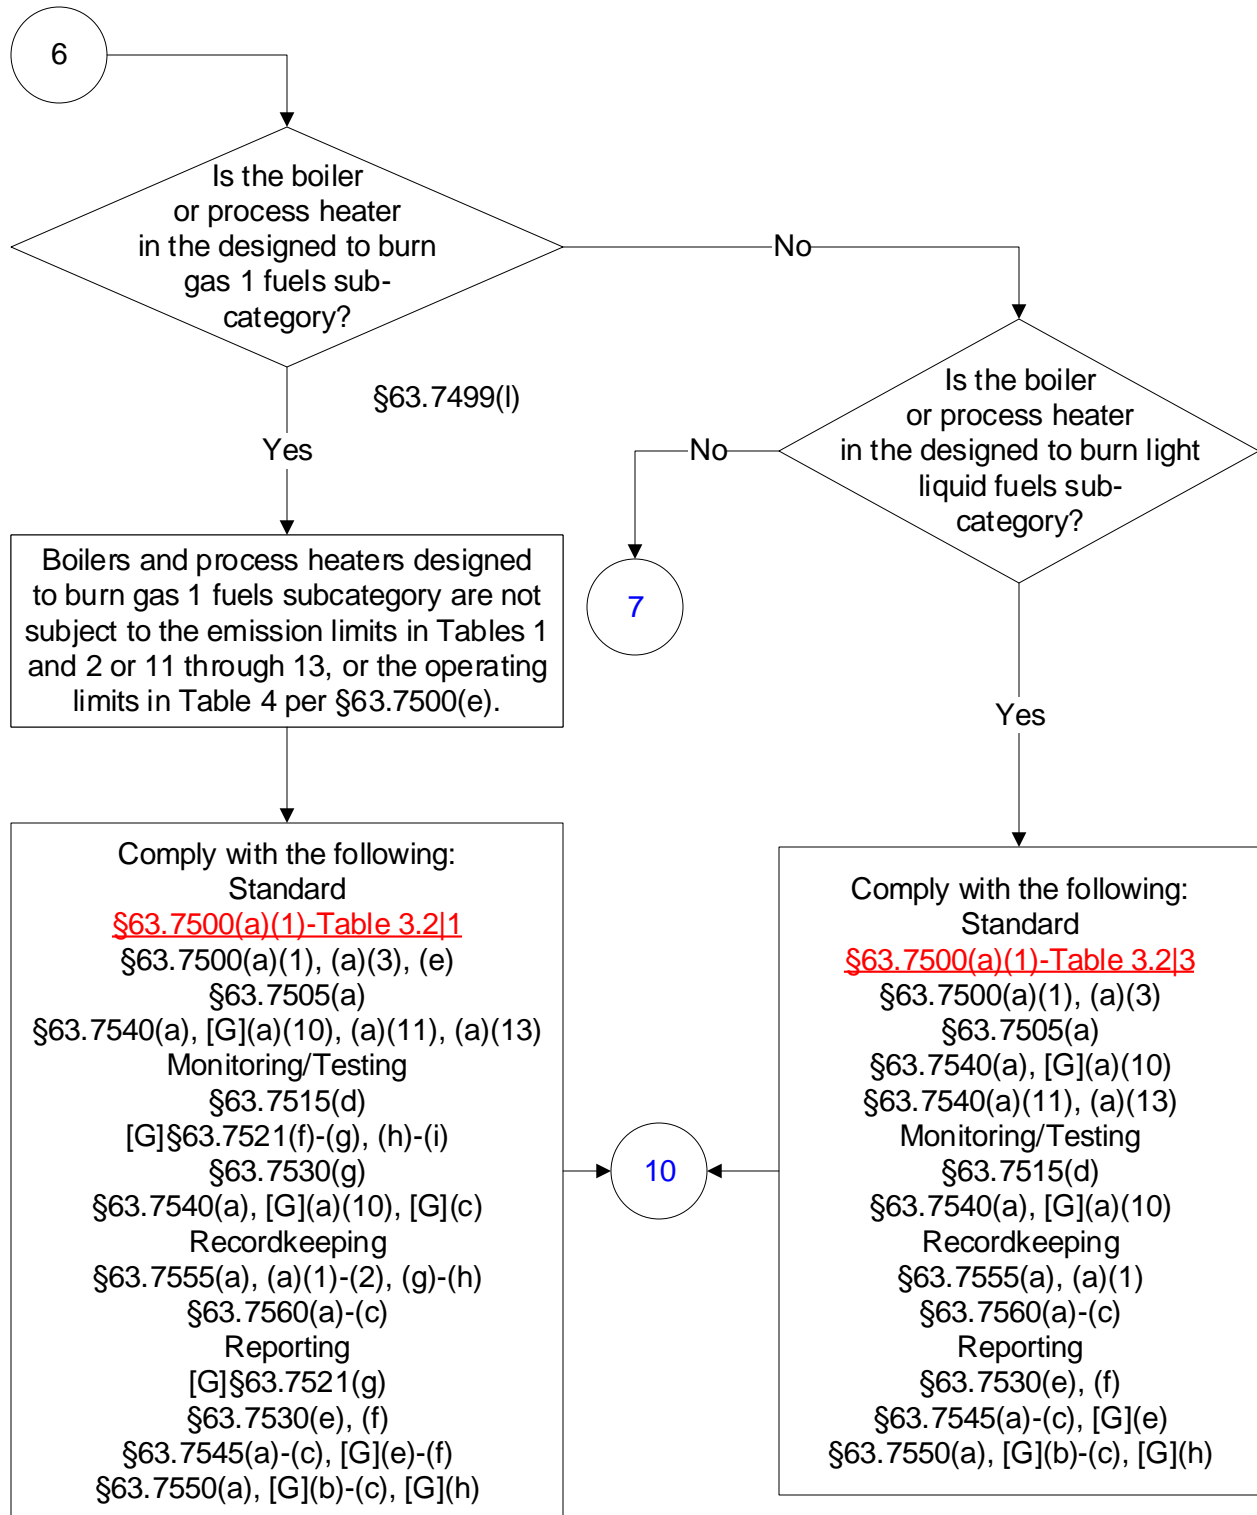 6
Is the boiler
or process heater
in the designed to burn
gas 1 fuels sub-
category?
No
§63.7499(l)
Yes
Is the boiler
or process heater
in the designed to burn light
liquid fuels sub-
category?
No
7
Yes
Boilers and process heaters designed
to burn gas 1 fuels subcategory are not
subject to the emission limits in Tables 1
and 2 or 11 through 13, or the operating
limits in Table 4 per §63.7500(e).
Comply with the following:
Standard
§63.7500(a)(1)-Table 3.2|1
§63.7500(a)(1), (a)(3), (e)
§63.7505(a)
§63.7540(a), [G](a)(10), (a)(11), (a)(13)
Monitoring/Testing
§63.7515(d)
[G]§63.7521(f)-(g), (h)-(i)
§63.7530(g)
§63.7540(a), [G](a)(10), [G](c)
Recordkeeping
§63.7555(a), (a)(1)-(2), (g)-(h)
§63.7560(a)-(c)
Reporting
[G]§63.7521(g)
§63.7530(e), (f)
§63.7545(a)-(c), [G](e)-(f)
§63.7550(a), [G](b)-(c), [G](h)
10
Comply with the following:
Standard
§63.7500(a)(1)-Table 3.2|3
§63.7500(a)(1), (a)(3)
§63.7505(a)
§63.7540(a), [G](a)(10)
§63.7540(a)(11), (a)(13)
Monitoring/Testing
§63.7515(d)
§63.7540(a), [G](a)(10)
Recordkeeping
§63.7555(a), (a)(1)
§63.7560(a)-(c)
Reporting
§63.7530(e), (f)
§63.7545(a)-(c), [G](e)
§63.7550(a), [G](b)-(c), [G](h)